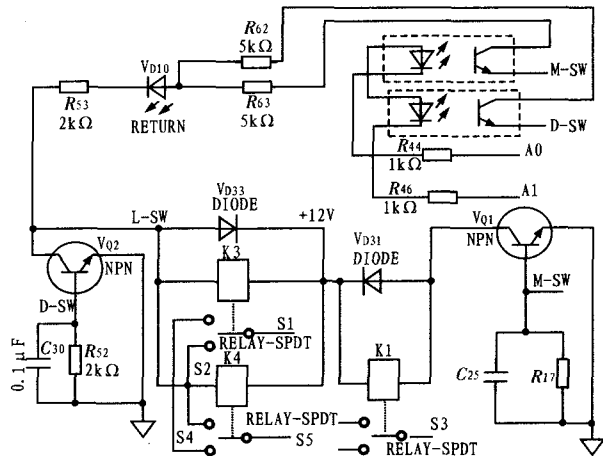 R62
5kΩ
VD10
M-SW
R53
2kΩ
RETURN
R63
5kΩ
D-SW
R44
1kΩ
A0
R46
1kΩ
A1
VD33
DIODE
L-SW
+12V
VQ1
NPN
VQ2
NPN
K3
VD31
DIODE
D-SW
M-SW
S1
RELAY-SPDT
C30
0.1μF
R52
2kΩ
S2
K4
K1
C25
R17
S4
S5
RELAY-SPDT
S3
RELAY-SPDT